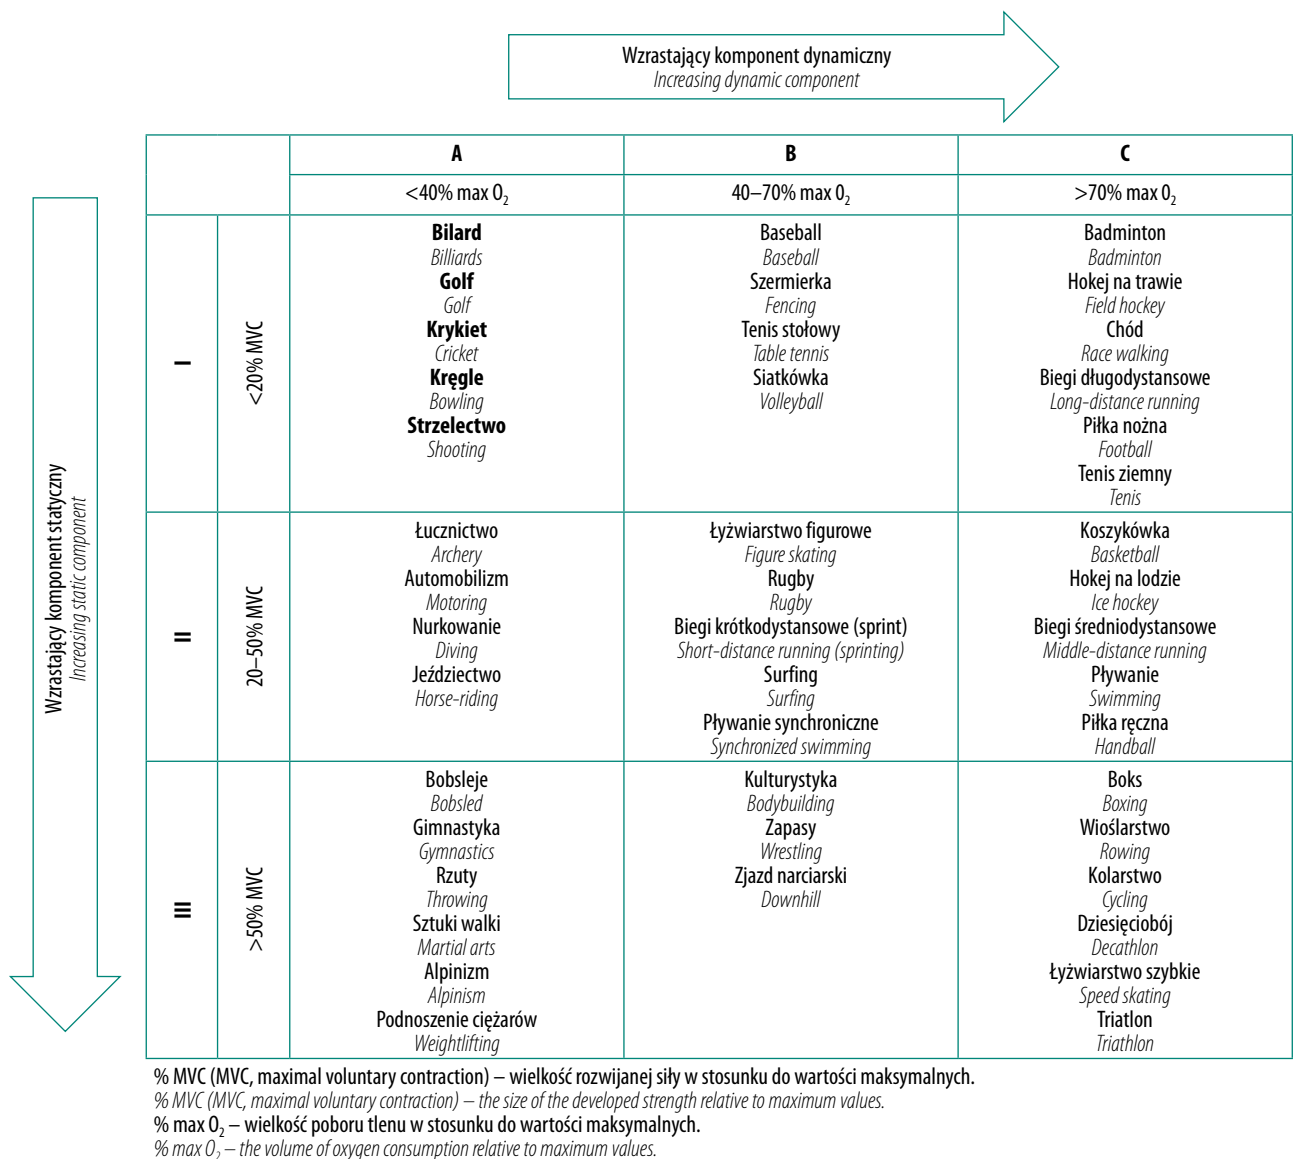 Wzrastający komponent dynamiczny
Increasing dynamic component
A
B
C
<40% max O2
40–70% max O2
>70% max O2
Wzrastający komponent statyczny
Increasing static component
I
<20% MVC
Bilard
Billiards
Golf
Golf
Krykiet
Cricket
Kręgle
Bowling
Strzelectwo
Shooting
Baseball
Baseball
Szermierka
Fencing
Tenis stołowy
Table tennis
Siatkówka
Volleyball
Badminton
Badminton
Hokej na trawie
Field hockey
Chód
Race walking
Biegi długodystansowe
Long-distance running
Piłka nożna
Football
Tenis ziemny
Tenis
II
20–50% MVC
Łucznictwo
Archery
Automobilizm
Motoring
Nurkowanie
Diving
Jeździectwo
Horse-riding
Łyżwiarstwo figurowe
Figure skating
Rugby
Rugby
Biegi krótkodystansowe (sprint)
Short-distance running (sprinting)
Surfing
Surfing
Pływanie synchroniczne
Synchronized swimming
Koszykówka
Basketball
Hokej na lodzie
Ice hockey
Biegi średniodystansowe
Middle-distance running
Pływanie
Swimming
Piłka ręczna
Handball
III
>50% MVC
Bobsleje
Bobsled
Gimnastyka
Gymnastics
Rzuty
Throwing
Sztuki walki
Martial arts
Alpinizm
Alpinism
Podnoszenie ciężarów
Weightlifting
Kulturystyka
Bodybuilding
Zapasy
Wrestling
Zjazd narciarski
Downhill
Boks
Boxing
Wioślarstwo
Rowing
Kolarstwo
Cycling
Dziesięciobój
Decathlon
Łyżwiarstwo szybkie
Speed skating
Triatlon
Triathlon
% MVC (MVC, maximal voluntary contraction) – wielkość rozwijanej siły w stosunku do wartości maksymalnych.
% MVC (MVC, maximal voluntary contraction) – the size of the developed strength relative to maximum values.
% max O2 – wielkość poboru tlenu w stosunku do wartości maksymalnych.
% max O2 – the volume of oxygen consumption relative to maximum values.